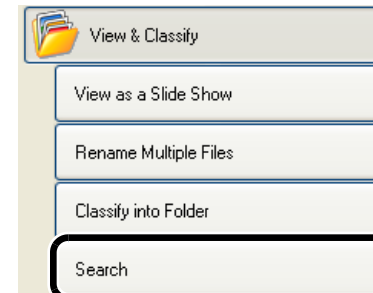 View & Classify
View as a Slide Show
Rename Multiple Files
Classify into Folder
Search